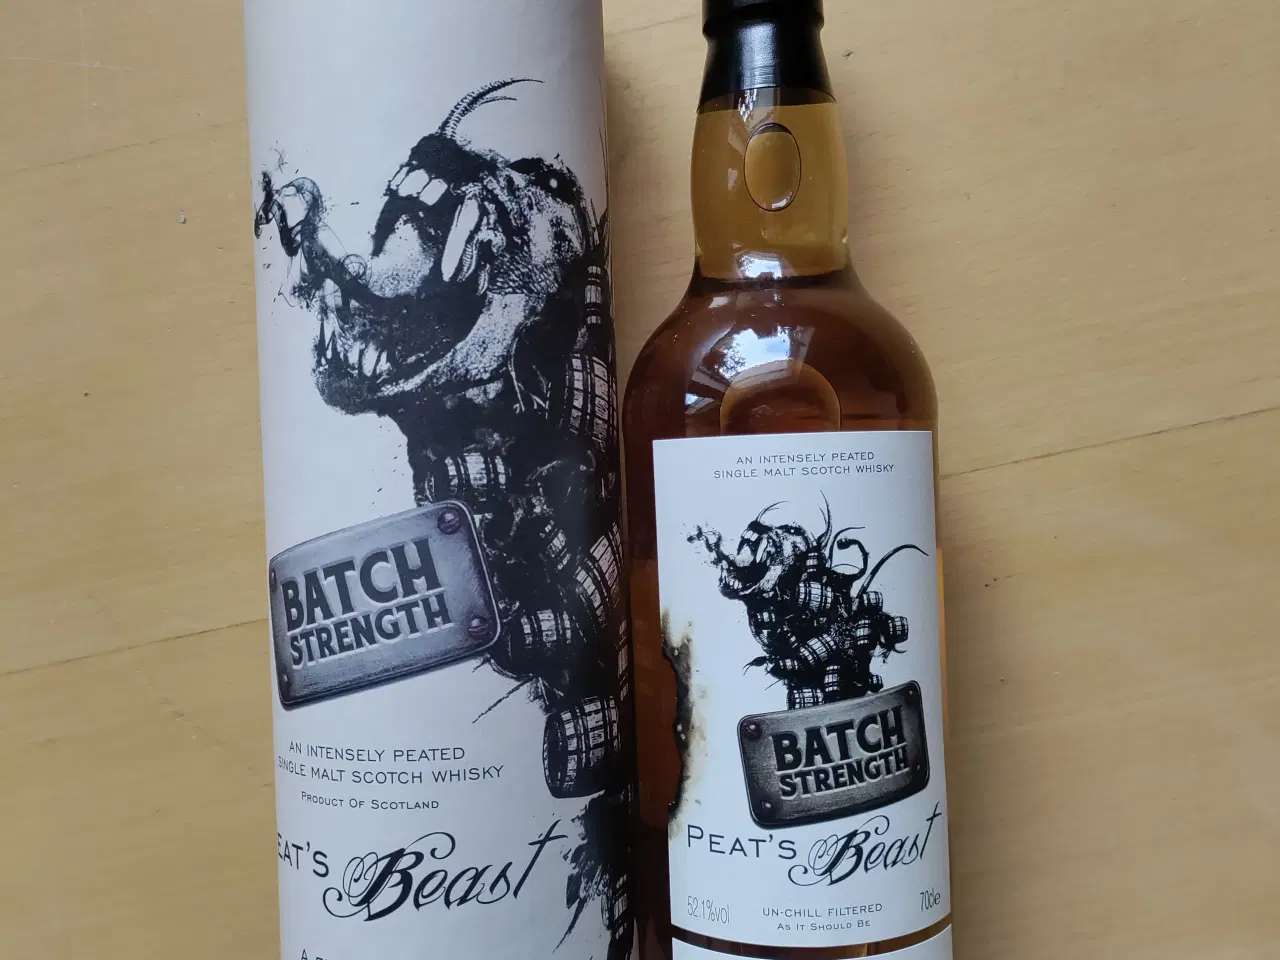 BATCH
STRENGTH
AN INTENSELY PEATED
SINGLE MALT SCOTCH WHISKY
PRODUCT OF SCOTLAND
EAT'S Beast
AN INTENSELY PEATED
SINGLE MALT SCOTCH WHISKY
BATCH
STRENGTH
PEAT'S Beast
52.1%vol
UN-CHILL FILTERED
AS IT SHOULD BE
70cle